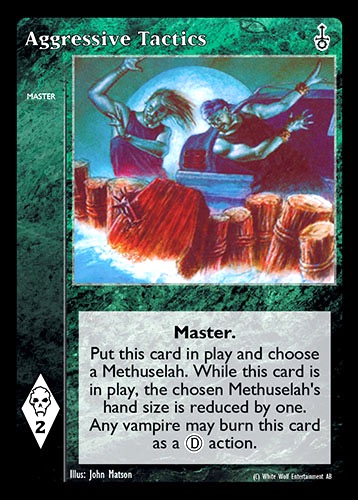 Aggressive Tactics
MASTER
Master.
Put this card in play and choose
a Methuselah. While this card is
in play, the chosen Methuselah's
hand size is reduced by one.
Any vampire may burn this card
as a Ⓓ action.
2
Illus: John Matson
(C) White Wolf Entertainment AB